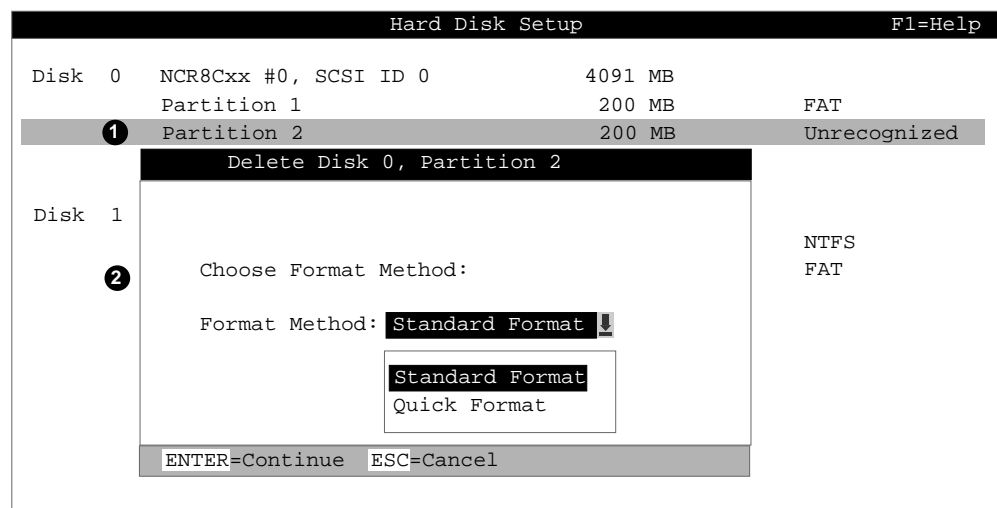 Hard Disk Setup F1=Help
Disk 0 NCR8Cxx #0, SCSI ID 0 4091 MB
Partition 1 200 MB FAT
1 Partition 2 200 MB Unrecognized
Delete Disk 0, Partition 2
Disk 1
NTFS
2 Choose Format Method: FAT
Format Method: Standard Format
Standard Format
Quick Format
ENTER=Continue ESC=Cancel